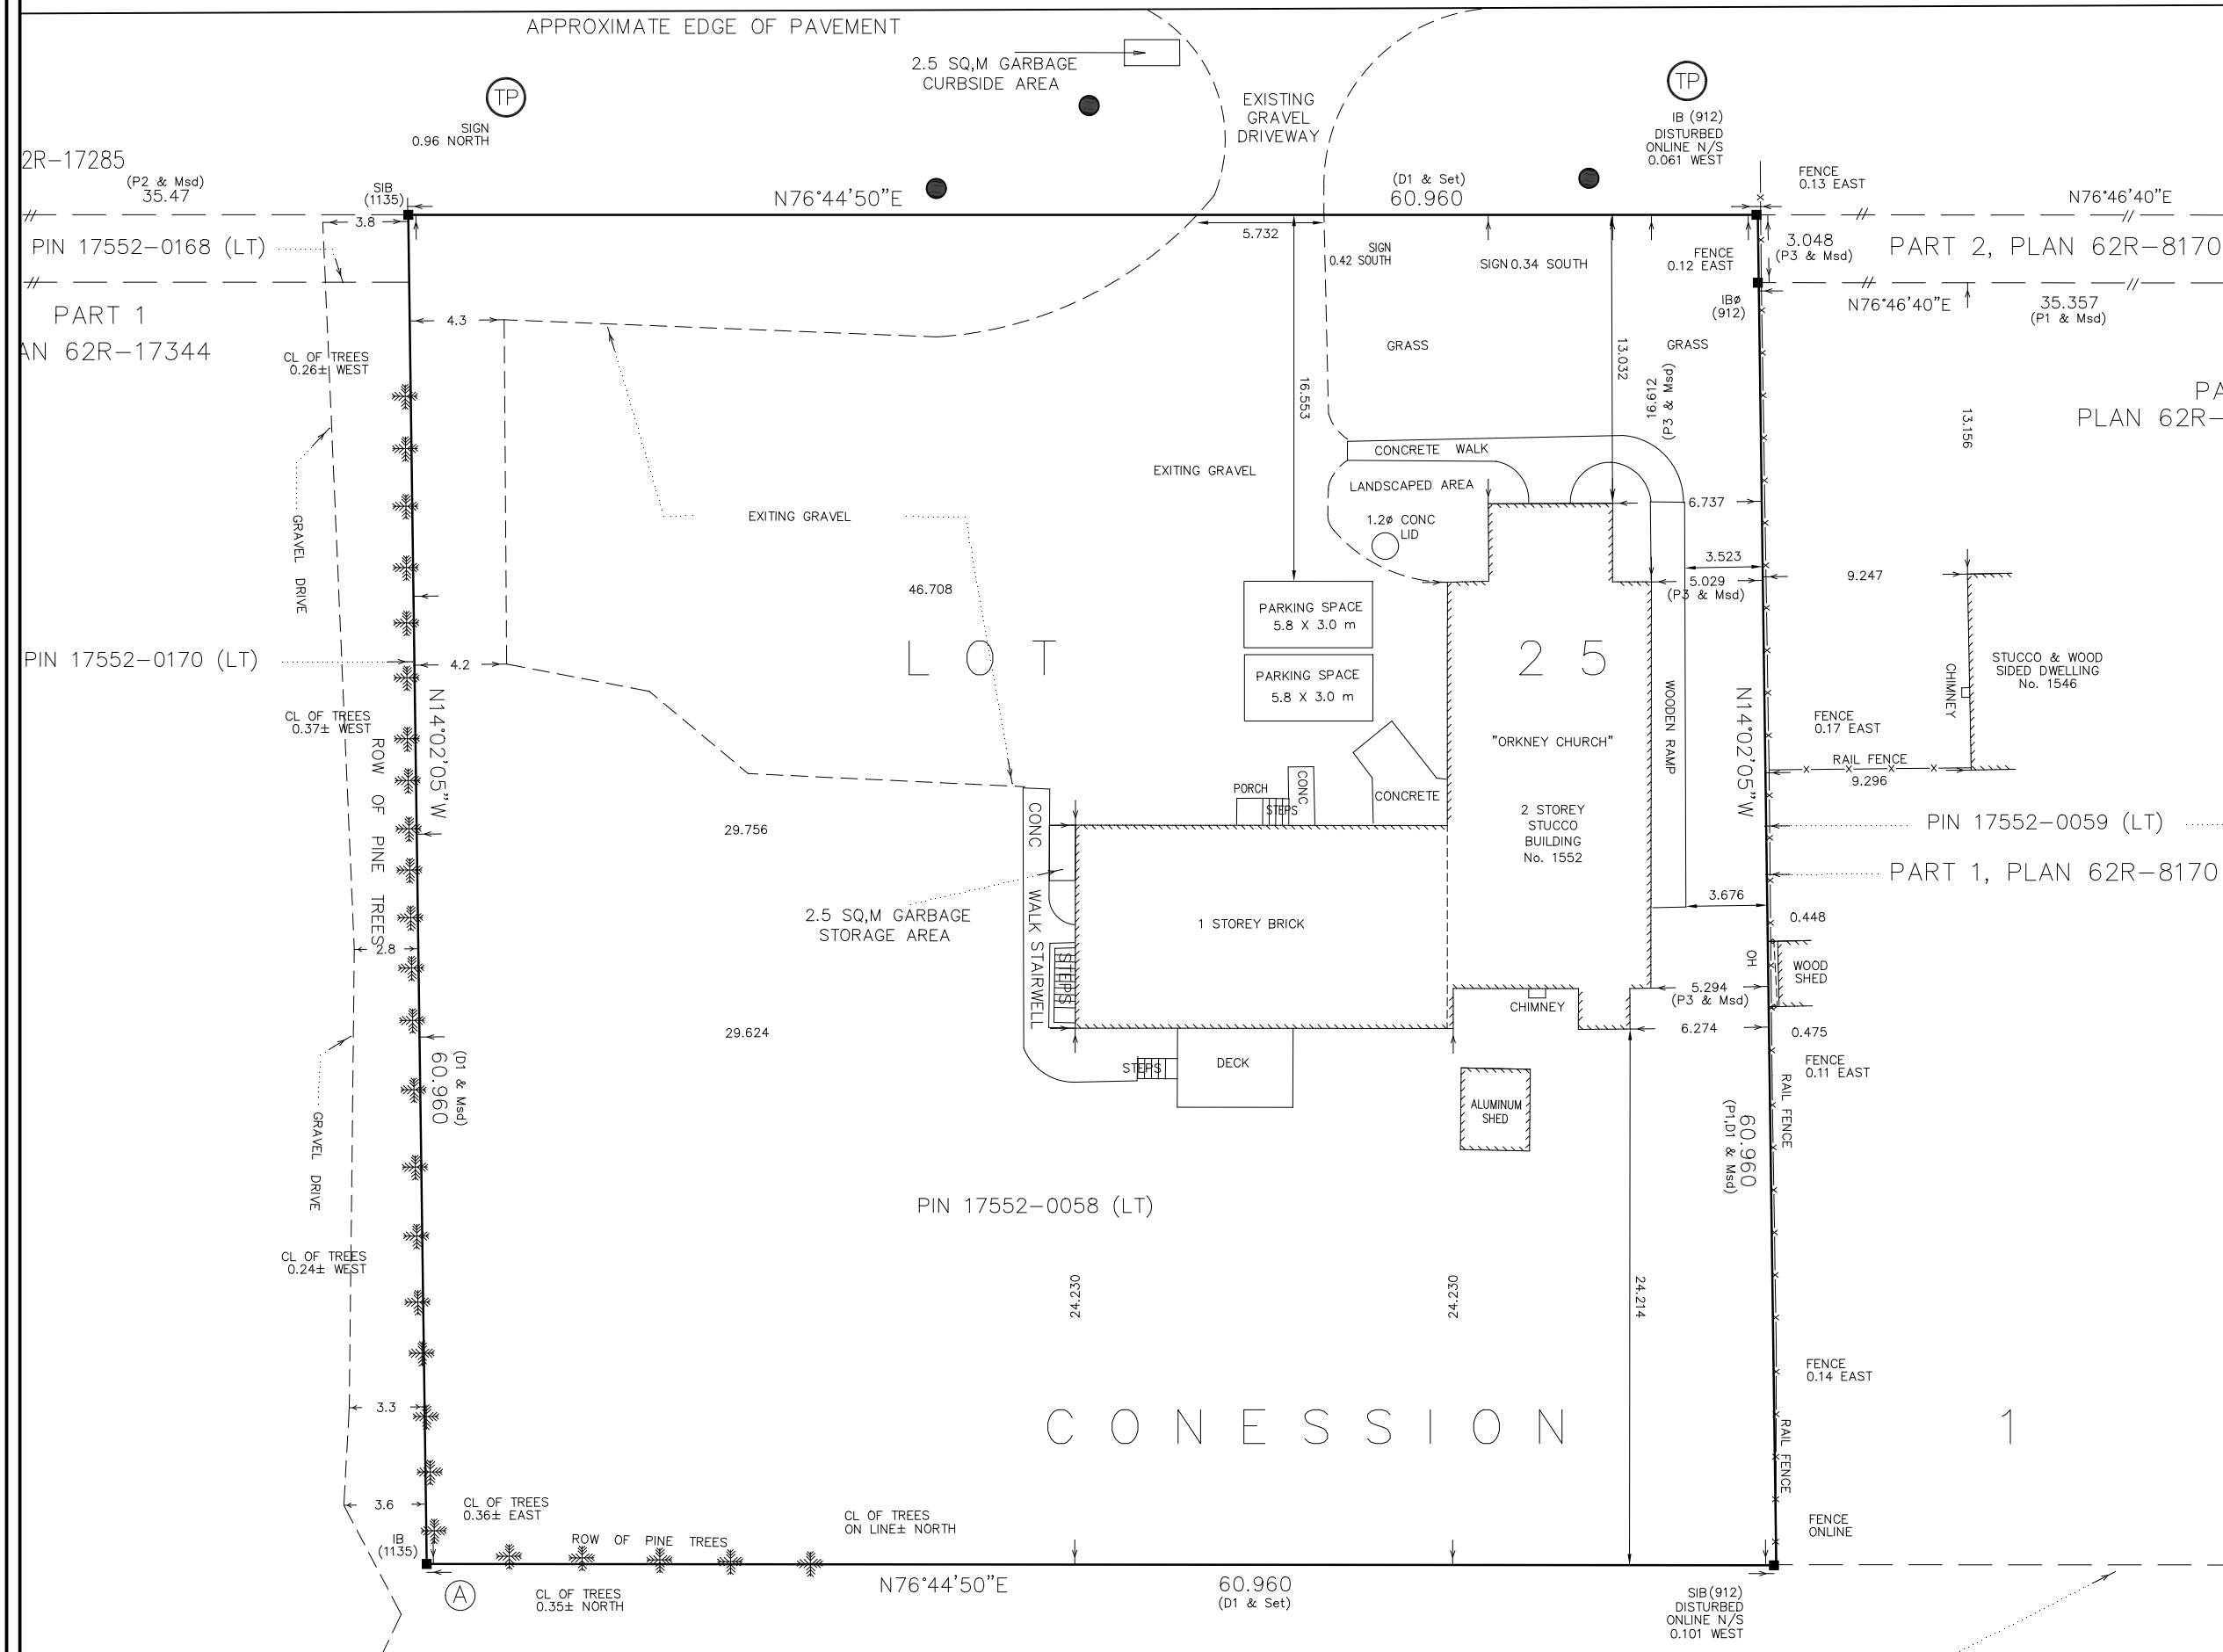 APPROXIMATE EDGE OF PAVEMENT
2.5 SQ,M GARBAGE
CURBSIDE AREA
TP
SIGN
0.96 NORTH
EXISTING
GRAVEL
DRIVEWAY
TP
IB (912)
DISTURBED
ONLINE N/S
0.061 WEST
2R-17285
(P2 & Msd)
35.47
SIB
(1135)
N76°44'50"E
(D1 & Set)
60.960
FENCE
0.13 EAST
N76°46'40"E
3.8
5.732
PIN 17552-0168 (LT)
SIGN
0.42 SOUTH
SIGN 0.34 SOUTH
FENCE
0.12 EAST
3.048
(P3 & Msd)
PART 2, PLAN 62R-8170
PART 1
AN 62R-17344
4.3
IBø
(912)
N76°46'40"E
35.357
(P1 & Msd)
CL OF TREES
0.26± WEST
GRASS
13.032
GRASS
16.553
16.612
(P3 & Msd)
PA
PLAN 62R-
13.156
CONCRETE WALK
EXITING GRAVEL
LANDSCAPED AREA
EXITING GRAVEL
1.2ø CONC
LID
6.737
GRAVEL DRIVE
46.708
3.523
5.029
(P3 & Msd)
9.247
PARKING SPACE
5.8 X 3.0 m
LOT
25
PIN 17552-0170 (LT)
4.2
PARKING SPACE
5.8 X 3.0 m
WOODEN RAMP
CHIMNEY
STUCCO & WOOD
SIDED DWELLING
No. 1546
N14°02'05"W
N14°02'05"W
CL OF TREES
0.37± WEST
ROW OF PINE TREES
"ORKNEY CHURCH"
FENCE
0.17 EAST
RAIL FENCE
9.296
PORCH
STEPS
CONC
CONCRETE
2 STOREY
STUCCO
BUILDING
No. 1552
29.756
CONC WALK STAIRWELL
PIN 17552-0059 (LT)
PART 1, PLAN 62R-8170
2.5 SQ,M GARBAGE
STORAGE AREA
1 STOREY BRICK
3.676
0.448
2.8
STEPS
OH
WOOD
SHED
5.294
(P3 & Msd)
CHIMNEY
29.624
6.274
0.475
(D1 & Msd)
60.960
STEPS
DECK
FENCE
0.11 EAST
ALUMINUM
SHED
RAIL FENCE
60.960
(P1,D1 & Msd)
GRAVEL DRIVE
PIN 17552-0058 (LT)
CL OF TREES
0.24± WEST
24.230
24.230
24.214
FENCE
0.14 EAST
3.3
CONESSION
1
RAIL FENCE
3.6
CL OF TREES
0.36± EAST
CL OF TREES
ON LINE± NORTH
FENCE
ONLINE
IB
(1135)
ROW OF PINE TREES
A
CL OF TREES
0.35± NORTH
N76°44'50"E
60.960
(D1 & Set)
SIB(912)
DISTURBED
ONLINE N/S
0.101 WEST